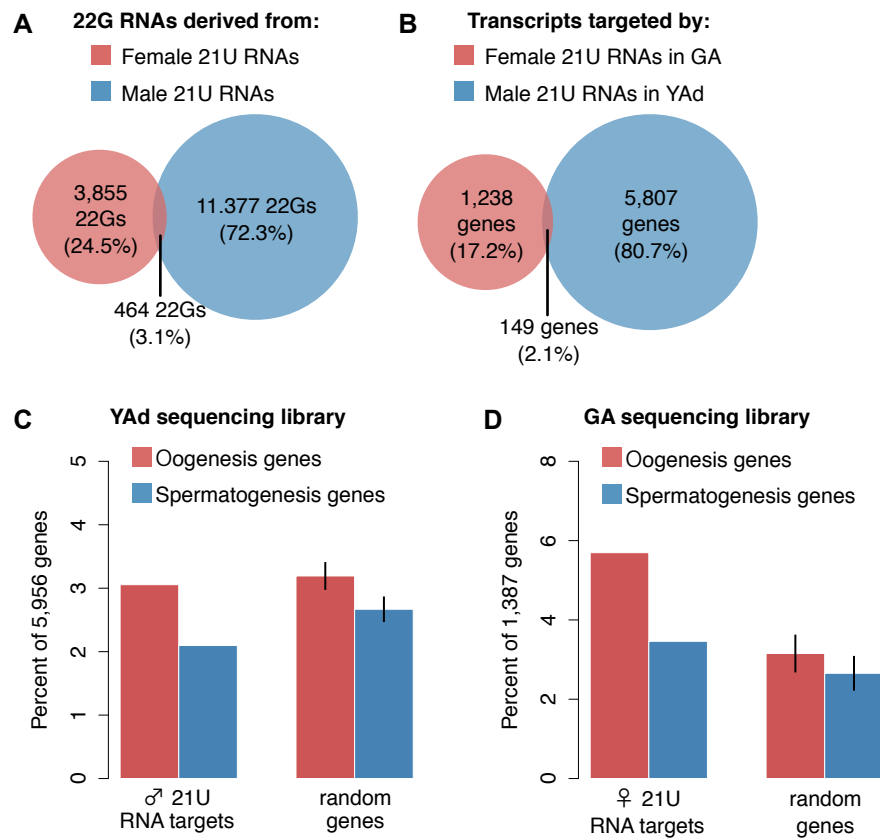 A
22G RNAs derived from:
Female 21U RNAs
Male 21U RNAs
3,855
22Gs
(24.5%)
11.377 22Gs
(72.3%)
464 22Gs
(3.1%)
B
Transcripts targeted by:
Female 21U RNAs in GA
Male 21U RNAs in YAd
1,238
genes
(17.2%)
5,807
genes
(80.7%)
149 genes
(2.1%)
C
YAd sequencing library
Oogenesis genes
Spermatogenesis genes
Percent of 5,956 genes
5
4
3
2
1
0
♂ 21U
RNA targets
random
genes
D
GA sequencing library
Oogenesis genes
Spermatogenesis genes
Percent of 1,387 genes
8
6
4
2
0
♀ 21U
RNA targets
random
genes